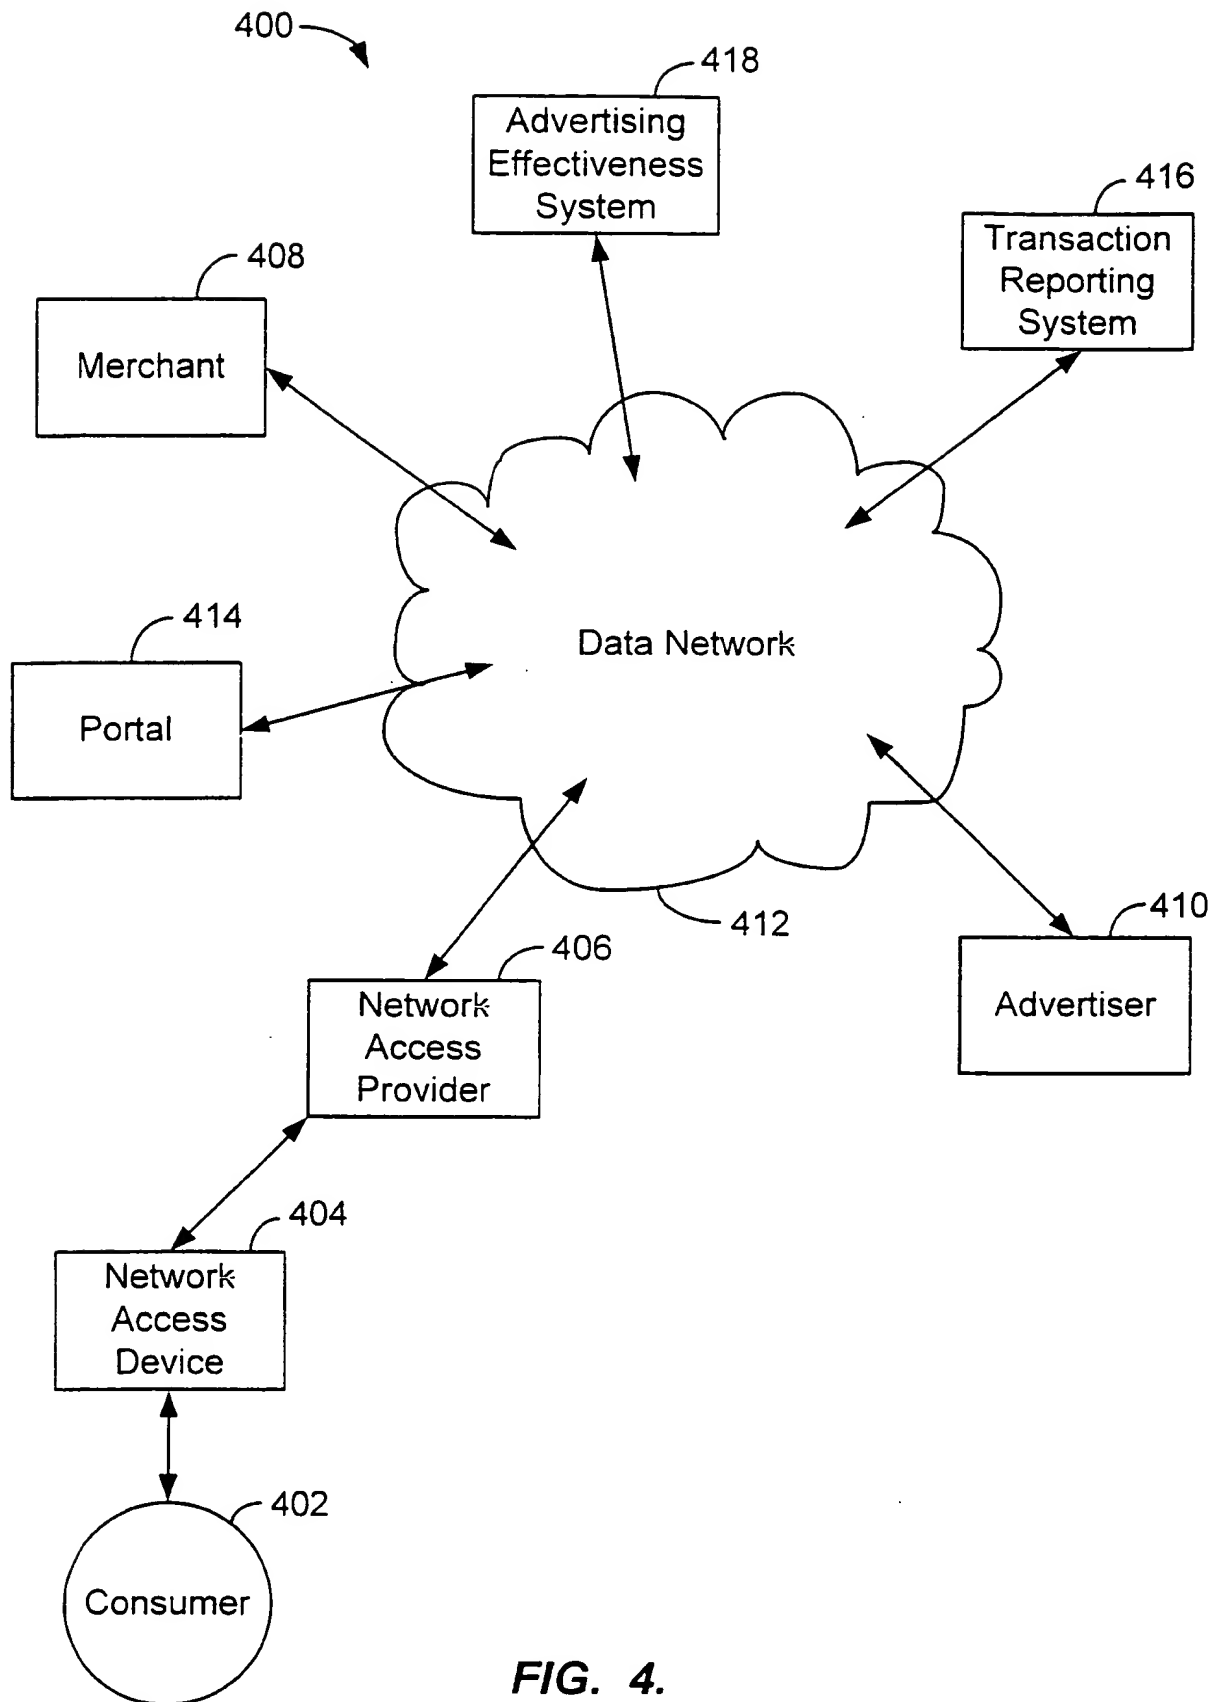 400
418
Advertising
Effectiveness
System
416
Transaction
Reporting
System
408
Merchant
414
Portal
Data Network
412
410
Advertiser
406
Network
Access
Provider
404
Network
Access
Device
402
Consumer
FIG. 4.